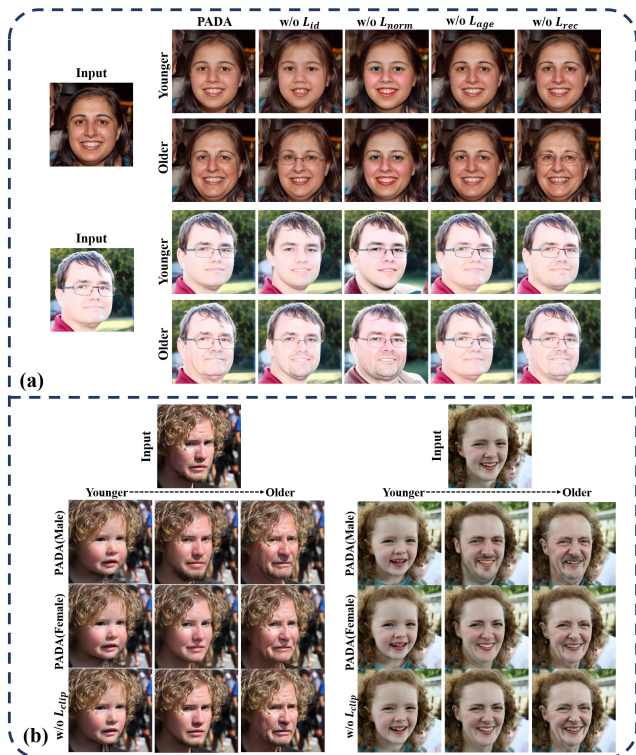 PADA w/o L_id w/o L_norm w/o L_age w/o L_rec
Input
Younger
Older
Input
Younger
Older
(a)
Input
Input
Younger Older
Younger Older
PADA(Male)
PADA(Male)
PADA(Female)
PADA(Female)
w/o L_clip
w/o L_clip
(b)